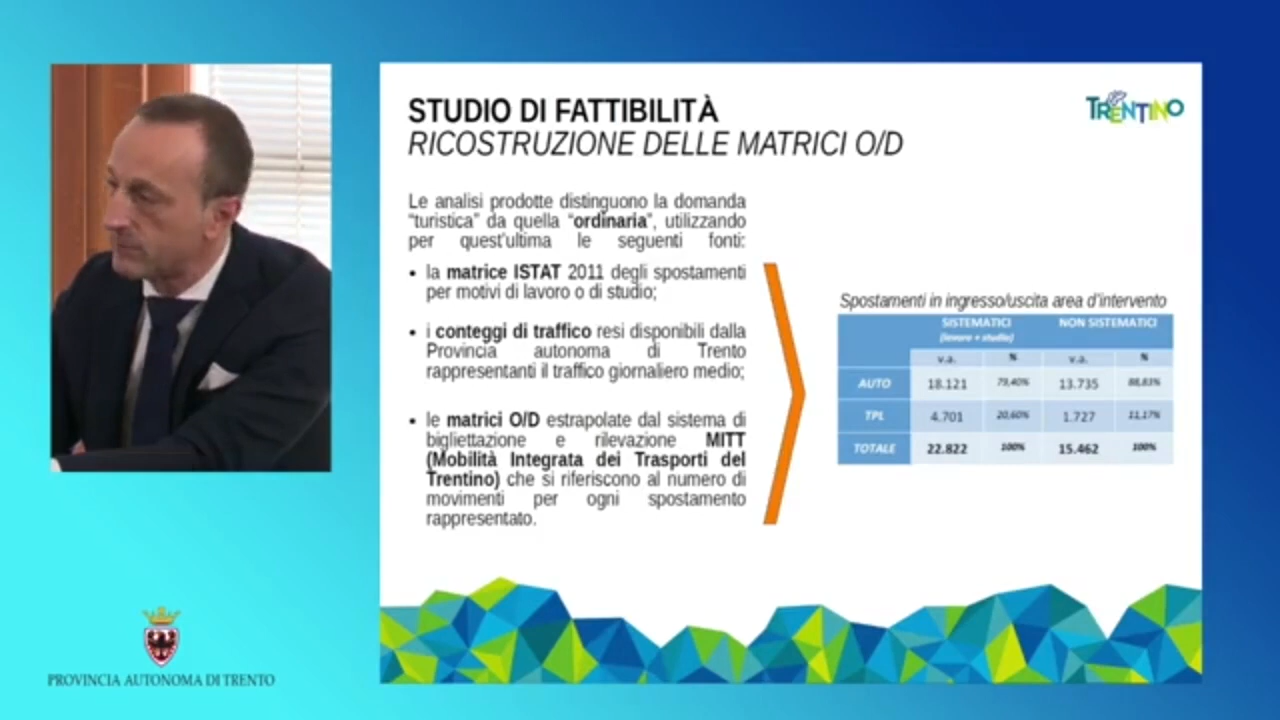 STUDIO DI FATTIBILITÀ
RICOSTRUZIONE DELLE MATRICI O/D
TRENTINO
Le analisi prodotte distinguono la domanda
“turistica” da quella “ordinaria”, utilizzando
per quest’ultima le seguenti fonti:
• la matrice ISTAT 2011 degli spostamenti
per motivi di lavoro o di studio;
• i conteggi di traffico resi disponibili dalla
Provincia autonoma di Trento
rappresentanti il traffico giornaliero medio;
• le matrici O/D estrapolate dal sistema di
bigliettazione e rilevazione MITT
(Mobilità Integrata dei Trasporti del
Trentino) che si riferiscono al numero di
movimenti per ogni spostamento
rappresentato.
Spostamenti in ingresso/uscita area d’intervento
SISTEMATICI NON SISTEMATICI
(lavoro + studio)
v.a. % v.a. %
AUTO 18.121 79,40% 13.735 88,83%
TPL 4.701 20,60% 1.727 11,17%
TOTALE 22.822 100% 15.462 100%
PROVINCIA AUTONOMA DI TRENTO